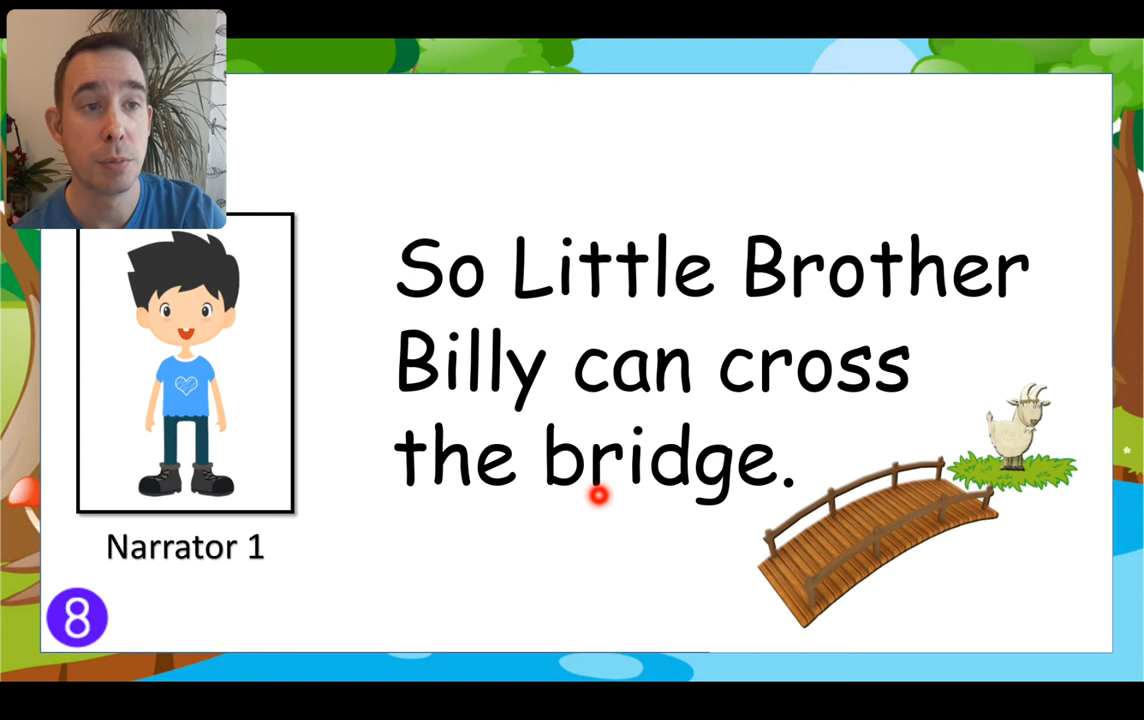 So Little Brother
Billy can cross
the bridge.
Narrator 1
8